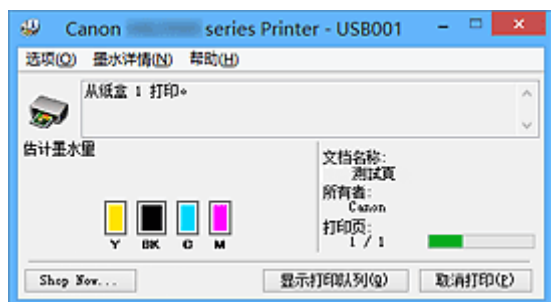 Canon series Printer - USB001
选项(O) 墨水详情(N) 帮助(H)
从纸盒 1 打印。
估计墨水量
文档名称:
测试页
所有者:
Canon
打印页:
1 / 1
Y BK C M
Shop Now... 显示打印队列(Q) 取消打印(P)